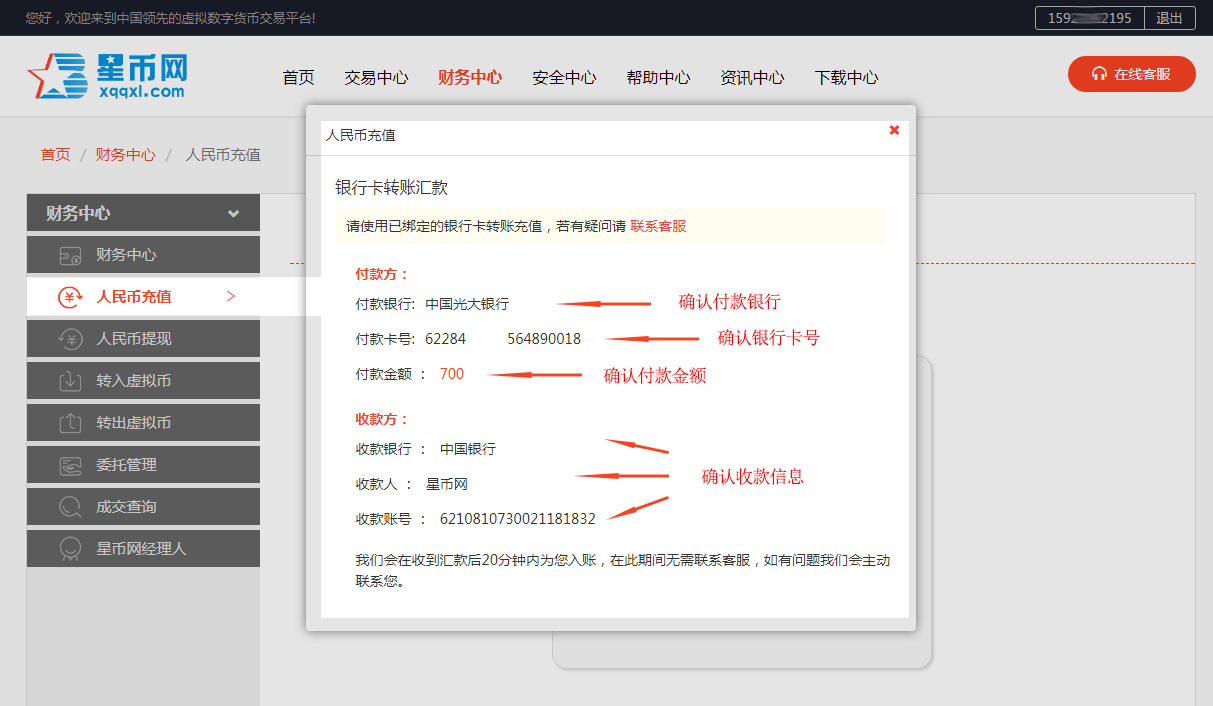 您好，欢迎来到中国领先的虚拟数字货币交易平台!
159 2195 退出
星币网
xqqxl.com
首页 交易中心 财务中心 安全中心 帮助中心 资讯中心 下载中心
在线客服
首页 / 财务中心 / 人民币充值
财务中心
财务中心
人民币充值
人民币提现
转入虚拟币
转出虚拟币
委托管理
成交查询
星币网经理人
人民币充值
银行卡转账汇款
请使用已绑定的银行卡转账充值，若有疑问请 联系客服
付款方：
付款银行: 中国光大银行 确认付款银行
付款卡号: 62284 564890018 确认银行卡号
付款金额 ： 700 确认付款金额
收款方：
收款银行 ： 中国银行
收款人 ： 星币网 确认收款信息
收款账号 ： 6210810730021181832
我们会在收到汇款后20分钟内为您入账，在此期间无需联系客服，如有问题我们会主动
联系您。